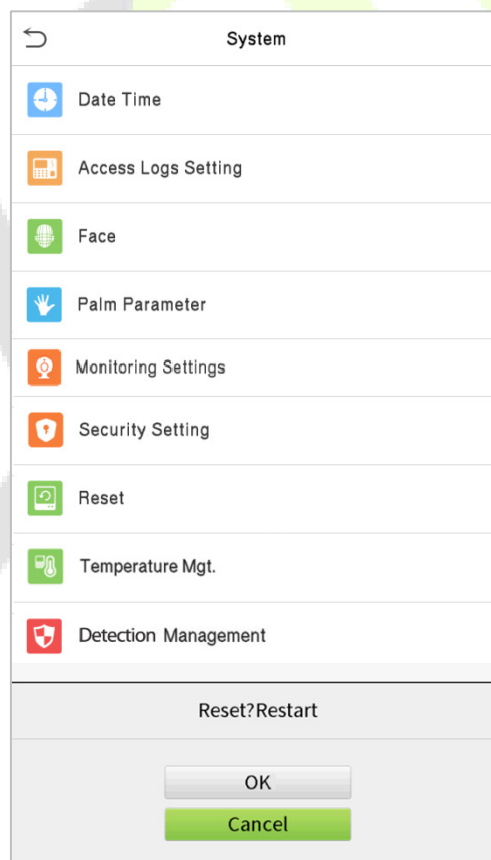 System
Date Time
Access Logs Setting
Face
Palm Parameter
Monitoring Settings
Security Setting
Reset
Temperature Mgt.
Detection Management
Reset?Restart
OK
Cancel